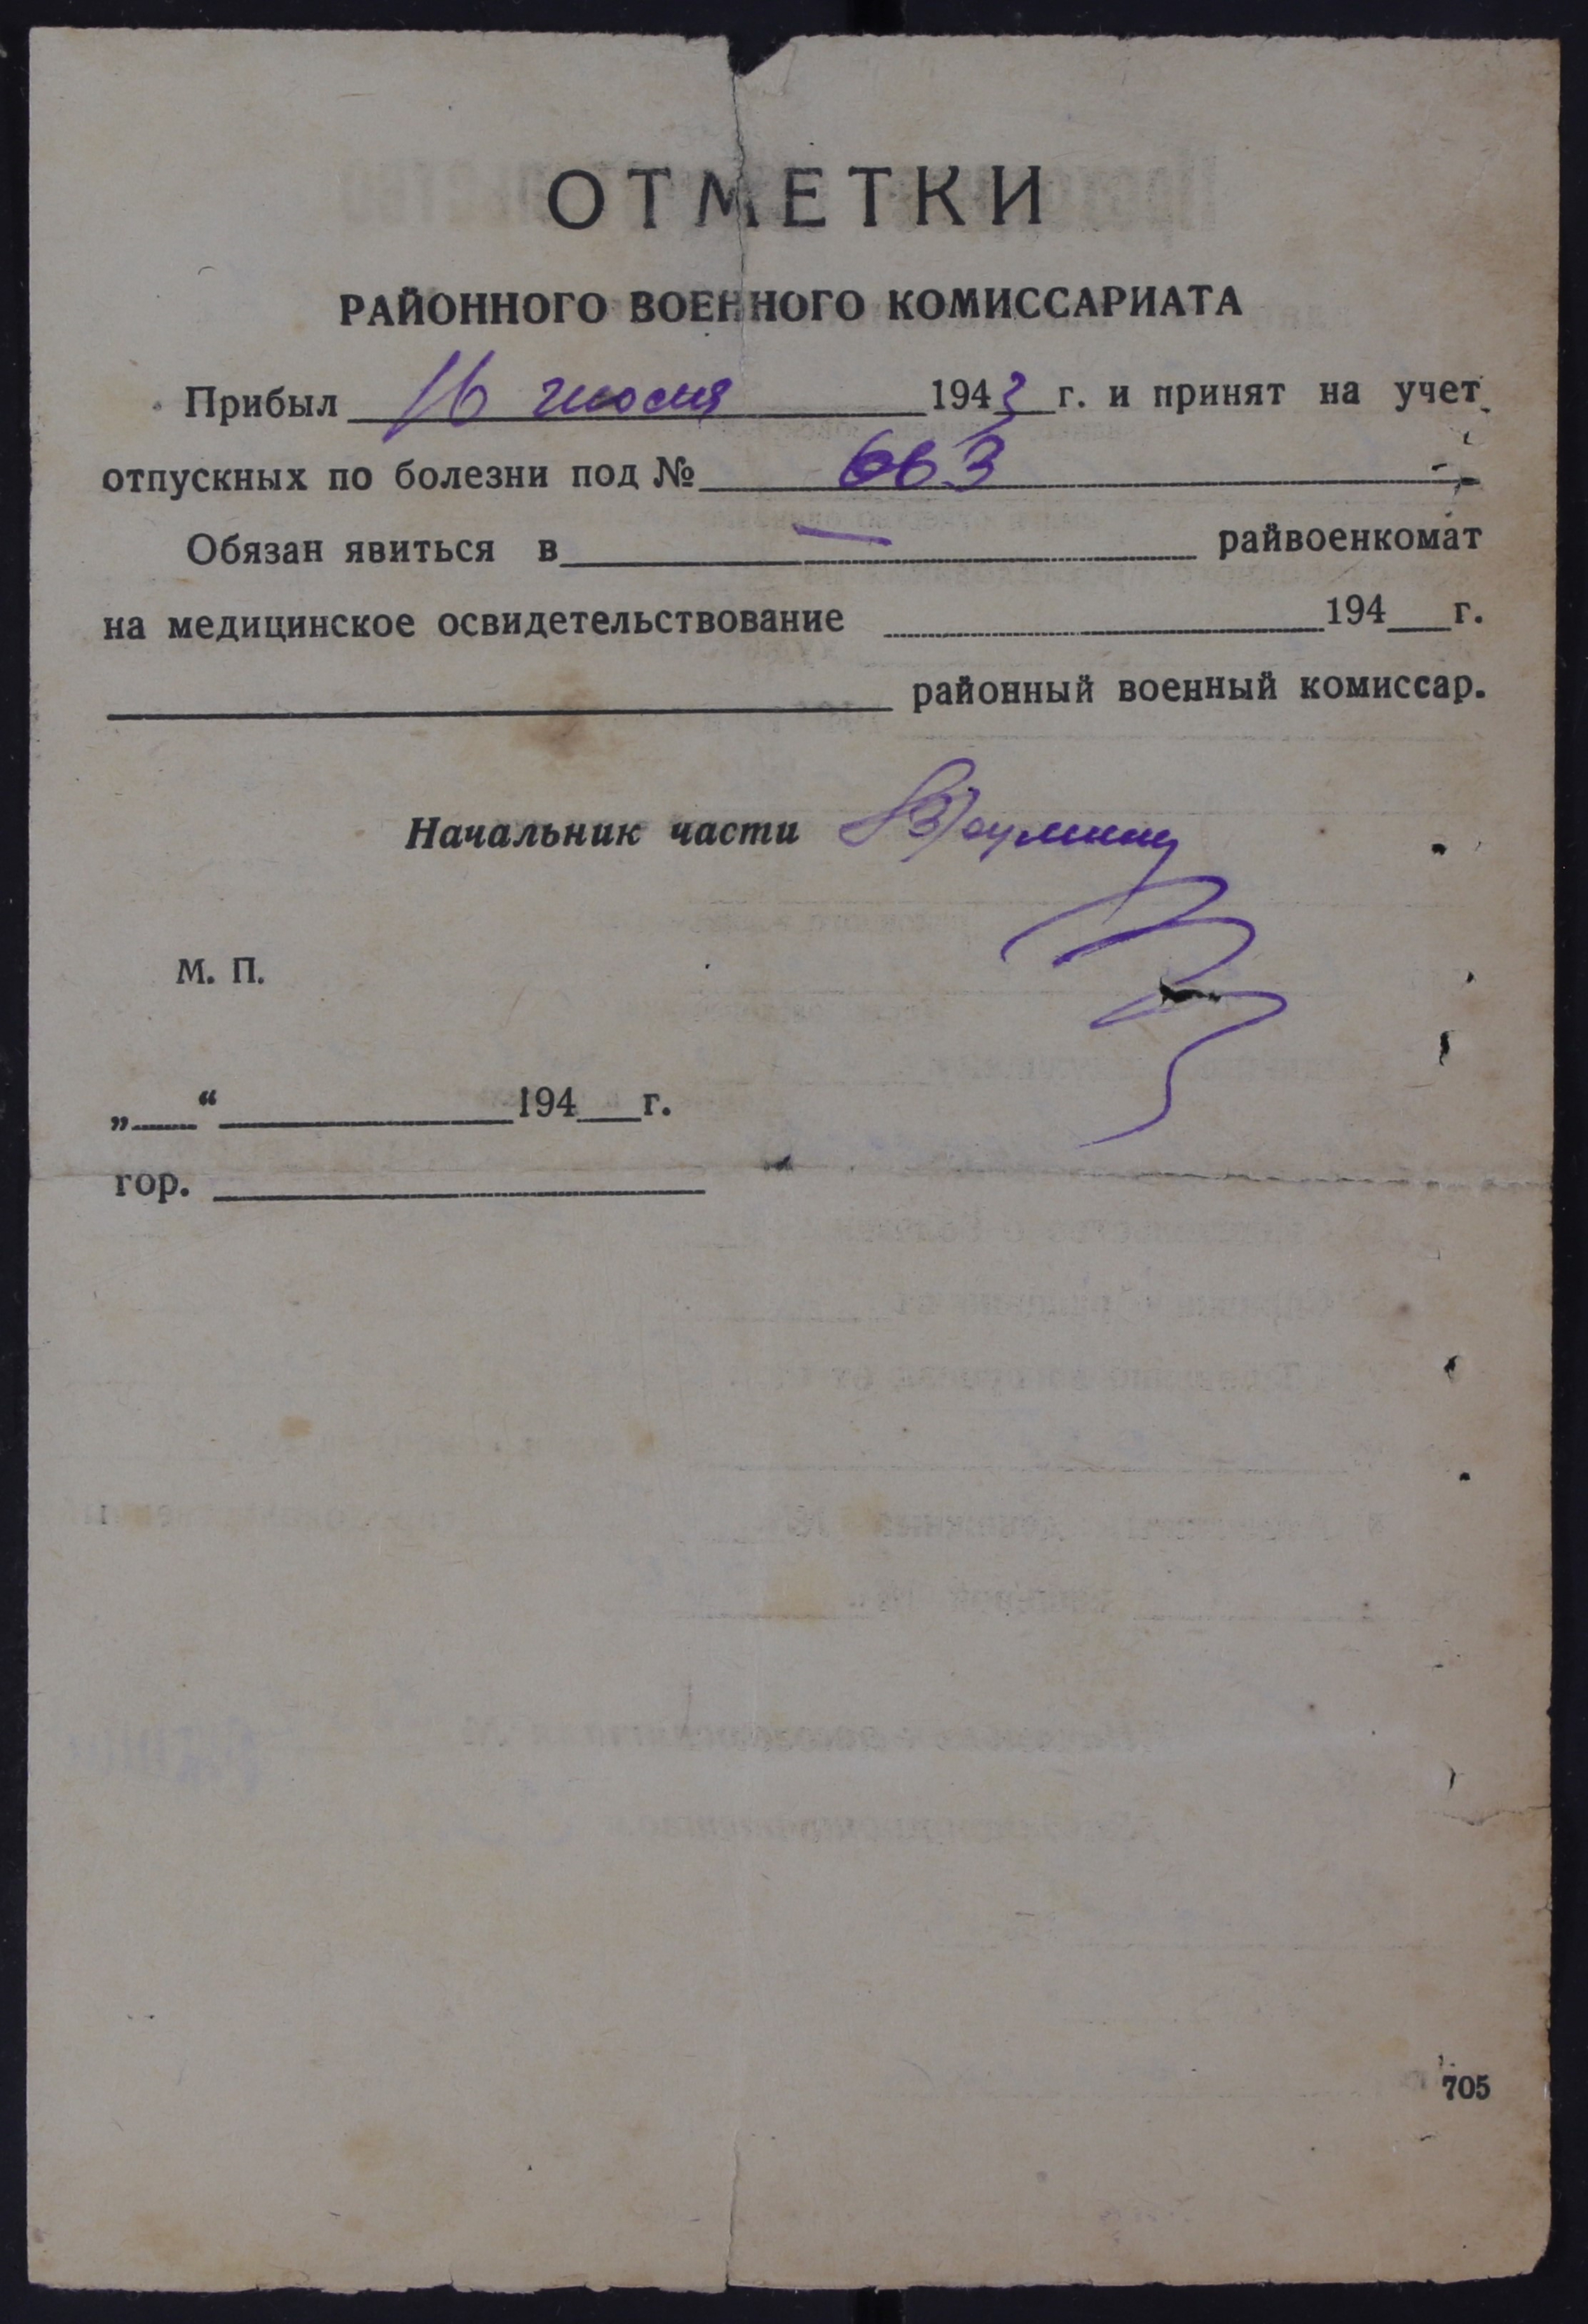 ОТМЕТКИ
РАЙОННОГО ВОЕННОГО КОМИССАРИАТА
Прибыл 16 июня 1943 г. и принят на учет
отпускных по болезни под № 663
Обязан явиться в — райвоенкомат
на медицинское освидетельствование 194 г.
районный военный комиссар.
Начальник части
М. П.
„ “ 194 г.
гор.
705